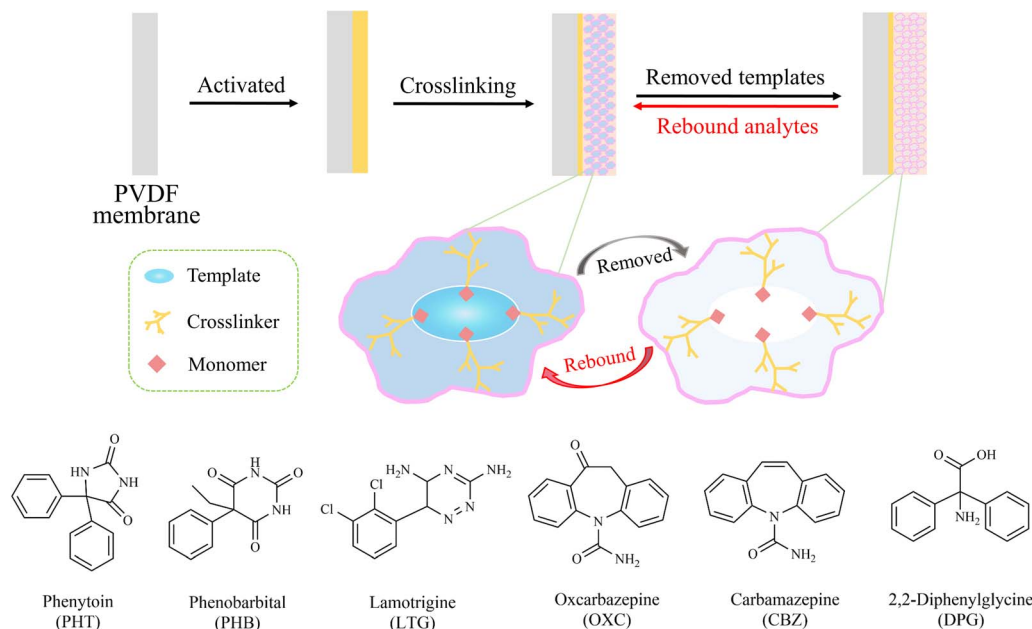 Activated
Crosslinking
Removed templates
Rebound analytes
PVDF
membrane
Template
Crosslinker
Monomer
Removed
Rebound
O
HN
NH
O
H
O
N
O
NH
O
H2N
N
NH2
Cl
Cl
N
N
O
N
O
NH2
N
O
NH2
O
OH
NH2
Phenytoin
(PHT)
Phenobarbital
(PHB)
Lamotrigine
(LTG)
Oxcarbazepine
(OXC)
Carbamazepine
(CBZ)
2,2-Diphenylglycine
(DPG)